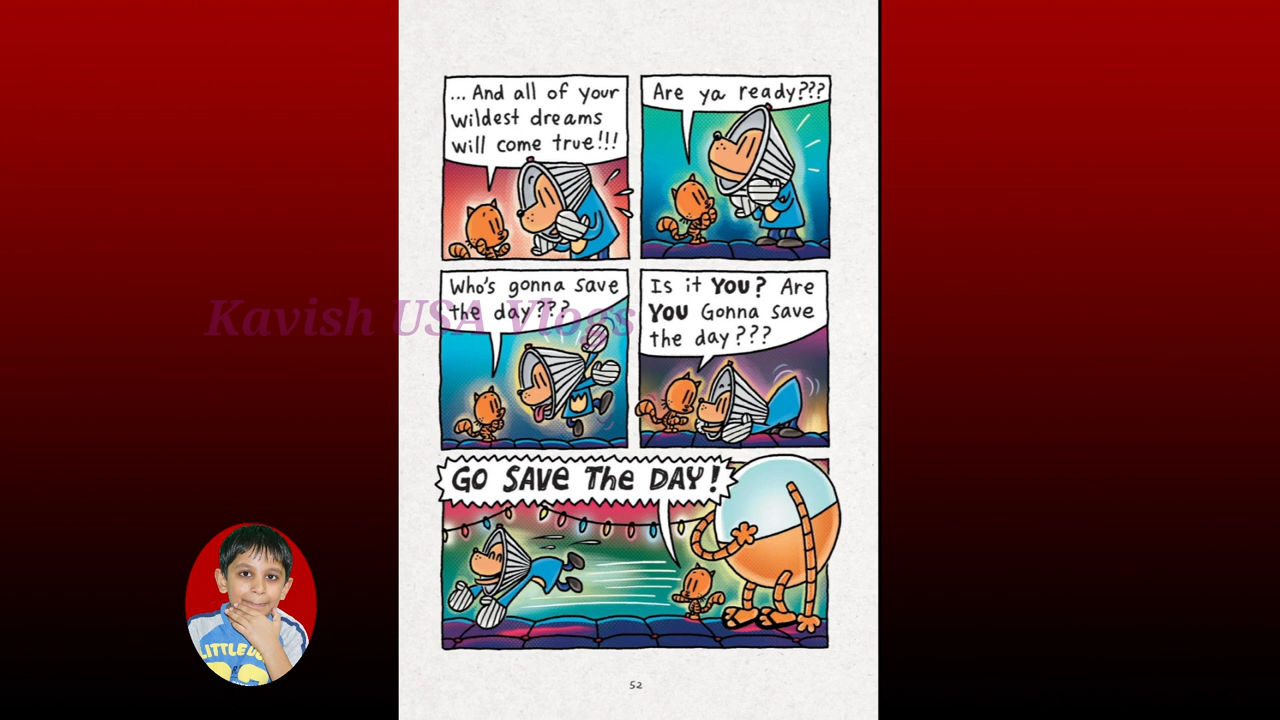 ... And all of your
wildest dreams
will come true!!!
Are ya ready???
Who's gonna save
the day???
Is it YOU? Are
YOU Gonna save
the day???
GO SAVE The DAY!
Kavish USA Vlogs
52